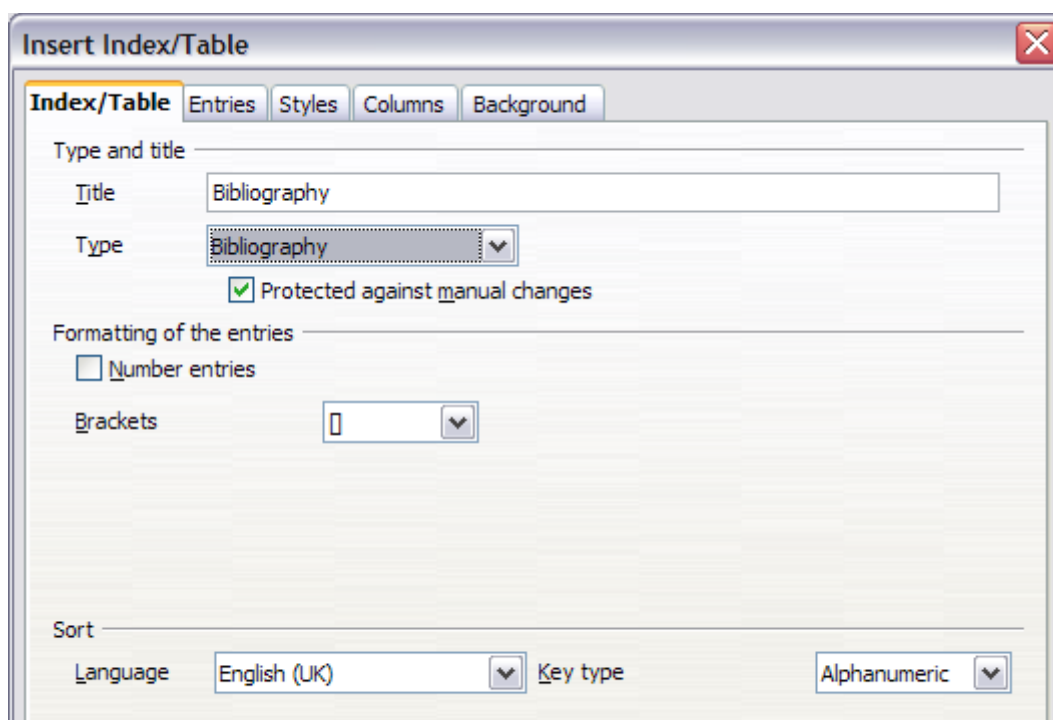 Insert Index/Table
Index/Table Entries Styles Columns Background
Type and title
Title Bibliography
Type Bibliography
Protected against manual changes
Formatting of the entries
Number entries
Brackets []
Sort
Language English (UK) Key type Alphanumeric